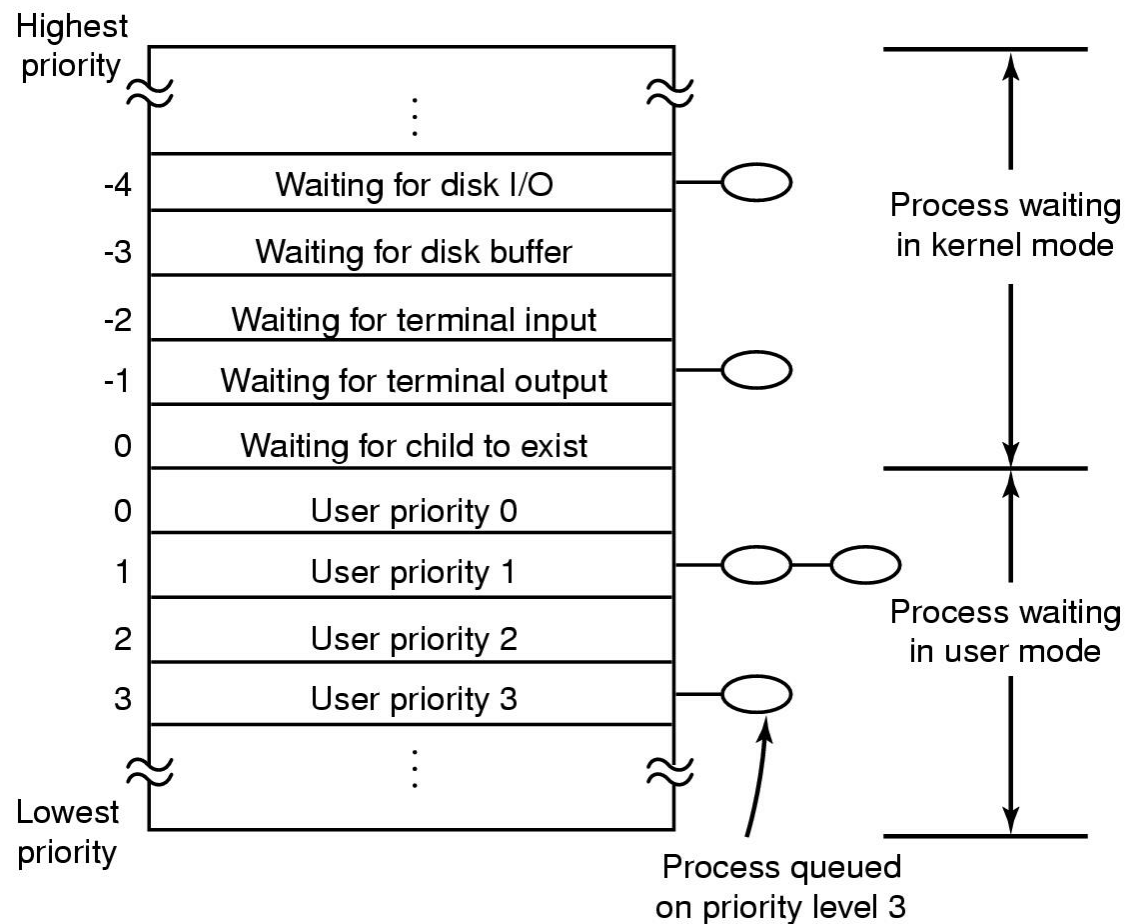 Highest
priority
⋮
-4 Waiting for disk I/O
-3 Waiting for disk buffer
-2 Waiting for terminal input
-1 Waiting for terminal output
0 Waiting for child to exist
0 User priority 0
1 User priority 1
2 User priority 2
3 User priority 3
⋮
Lowest
priority
Process waiting
in kernel mode
Process waiting
in user mode
Process queued
on priority level 3